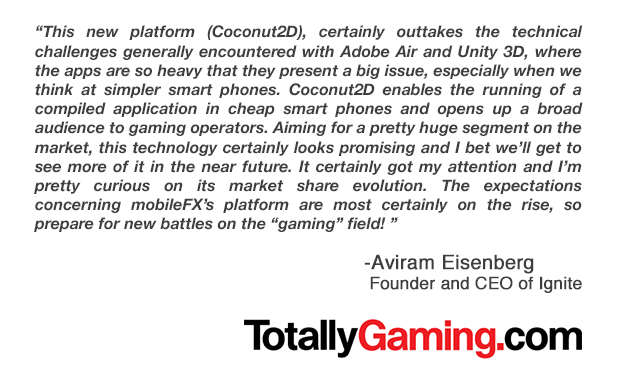 “This new platform (Coconut2D), certainly outtakes the technical
challenges generally encountered with Adobe Air and Unity 3D, where
the apps are so heavy that they present a big issue, especially when we
think at simpler smart phones. Coconut2D enables the running of a
compiled application in cheap smart phones and opens up a broad
audience to gaming operators. Aiming for a pretty huge segment on the
market, this technology certainly looks promising and I bet we’ll get to
see more of it in the near future. It certainly got my attention and I’m
pretty curious on its market share evolution. The expectations
concerning mobileFX’s platform are most certainly on the rise, so
prepare for new battles on the “gaming” field! ”
-Aviram Eisenberg
Founder and CEO of Ignite
TotallyGaming.com